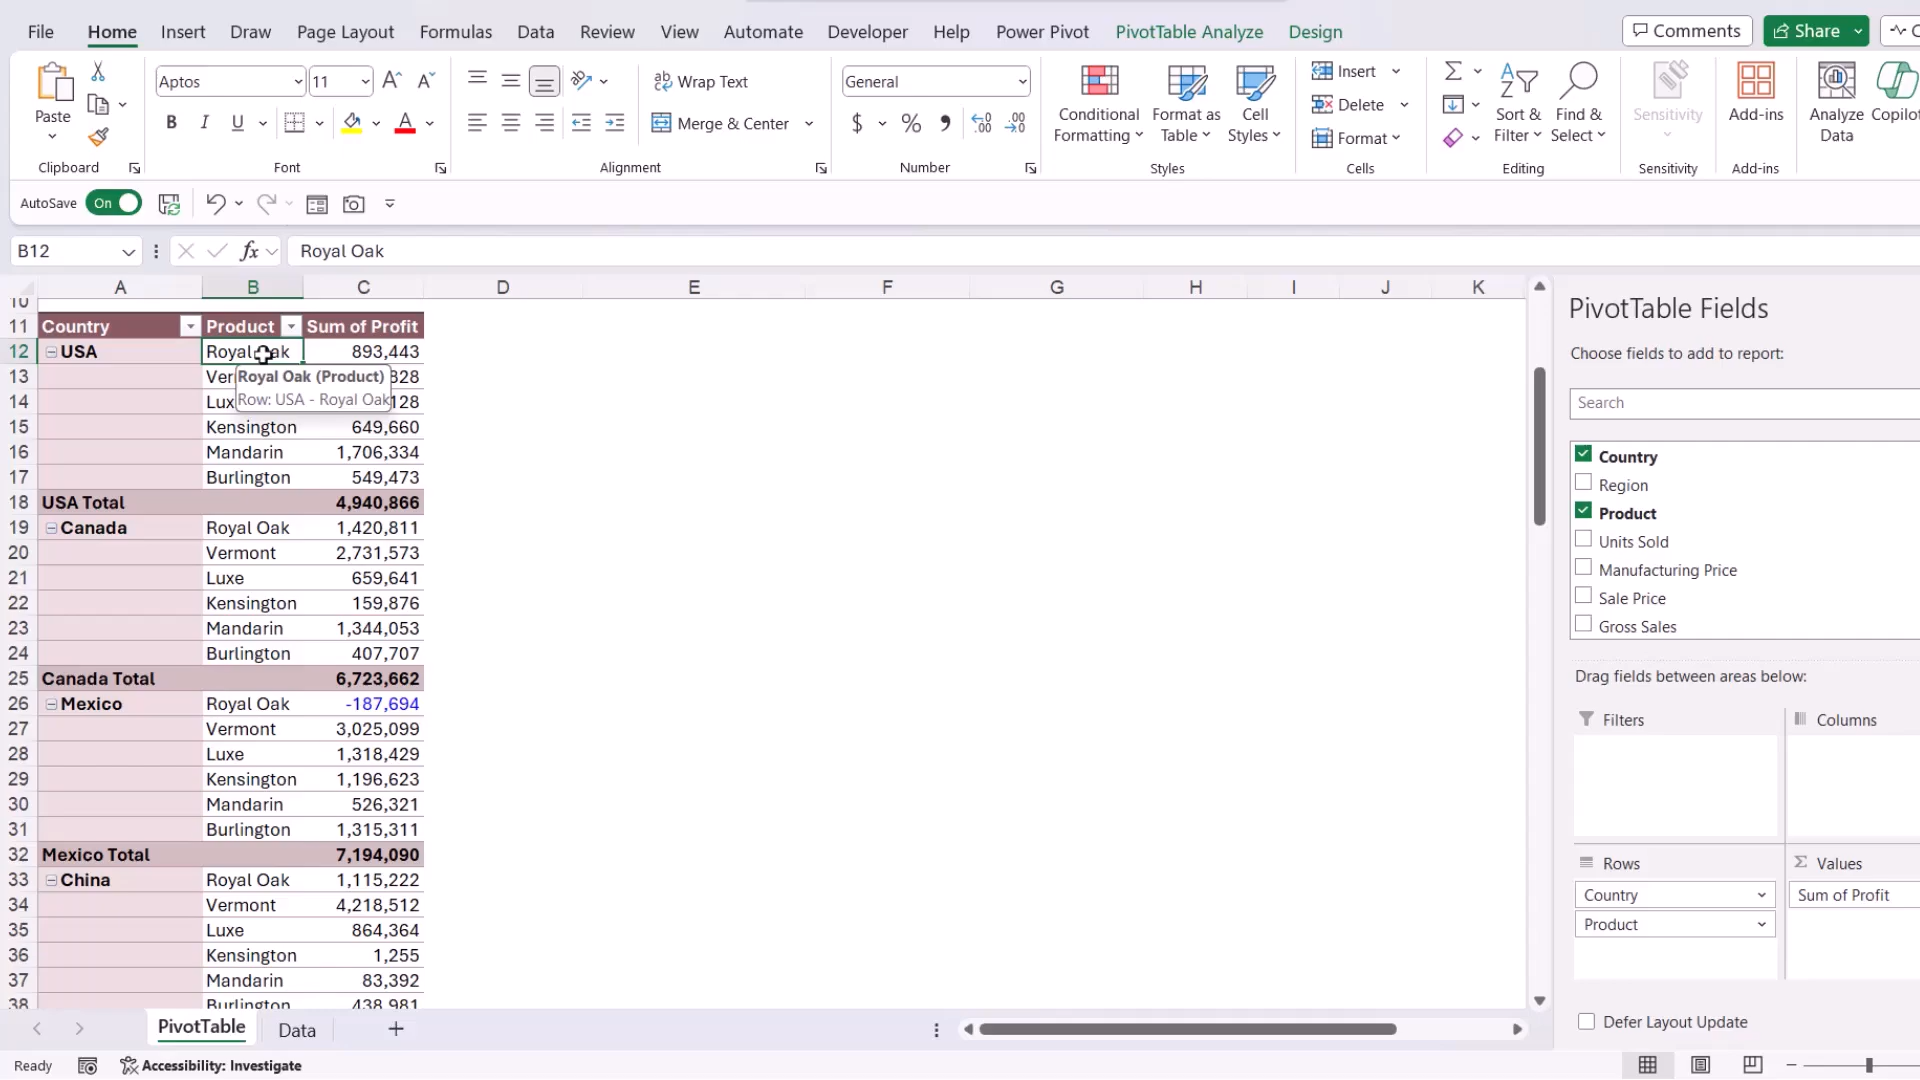 File Home Insert Draw Page Layout Formulas Data Review View Automate Developer Help Power Pivot PivotTable Analyze Design Comments Share
Paste Aptos 11 Wrap Text General Insert
B I U Merge & Center $ % Conditional Formatting Format as Table Cell Styles Delete Format Sort & Filter Find & Select Sensitivity Add-ins Analyze Data
Clipboard Font Alignment Number Styles Cells Editing Sensitivity Add-ins
AutoSave On
B12 fx Royal Oak
A B C D E F G H I J K
10
11 Country Product Sum of Profit
12 USA Royal Oak 893,443
13
14
Royal Oak (Product)
Row: USA - Royal Oak
15 Kensington 649,660
16 Mandarin 1,706,334
17 Burlington 549,473
18 USA Total 4,940,866
19 Canada Royal Oak 1,420,811
20 Vermont 2,731,573
21 Luxe 659,641
22 Kensington 159,876
23 Mandarin 1,344,053
24 Burlington 407,707
25 Canada Total 6,723,662
26 Mexico Royal Oak -187,694
27 Vermont 3,025,099
28 Luxe 1,318,429
29 Kensington 1,196,623
30 Mandarin 526,321
31 Burlington 1,315,311
32 Mexico Total 7,194,090
33 China Royal Oak 1,115,222
34 Vermont 4,218,512
35 Luxe 864,364
36 Kensington 1,255
37 Mandarin 83,392
38 Burlington 438,981
PivotTable Fields
Choose fields to add to report:
Search
Country
Region
Product
Units Sold
Manufacturing Price
Sale Price
Gross Sales
Drag fields between areas below:
Filters Columns
Rows Σ Values
Country Sum of Profit
Product
Defer Layout Update
PivotTable Data
Ready Accessibility: Investigate